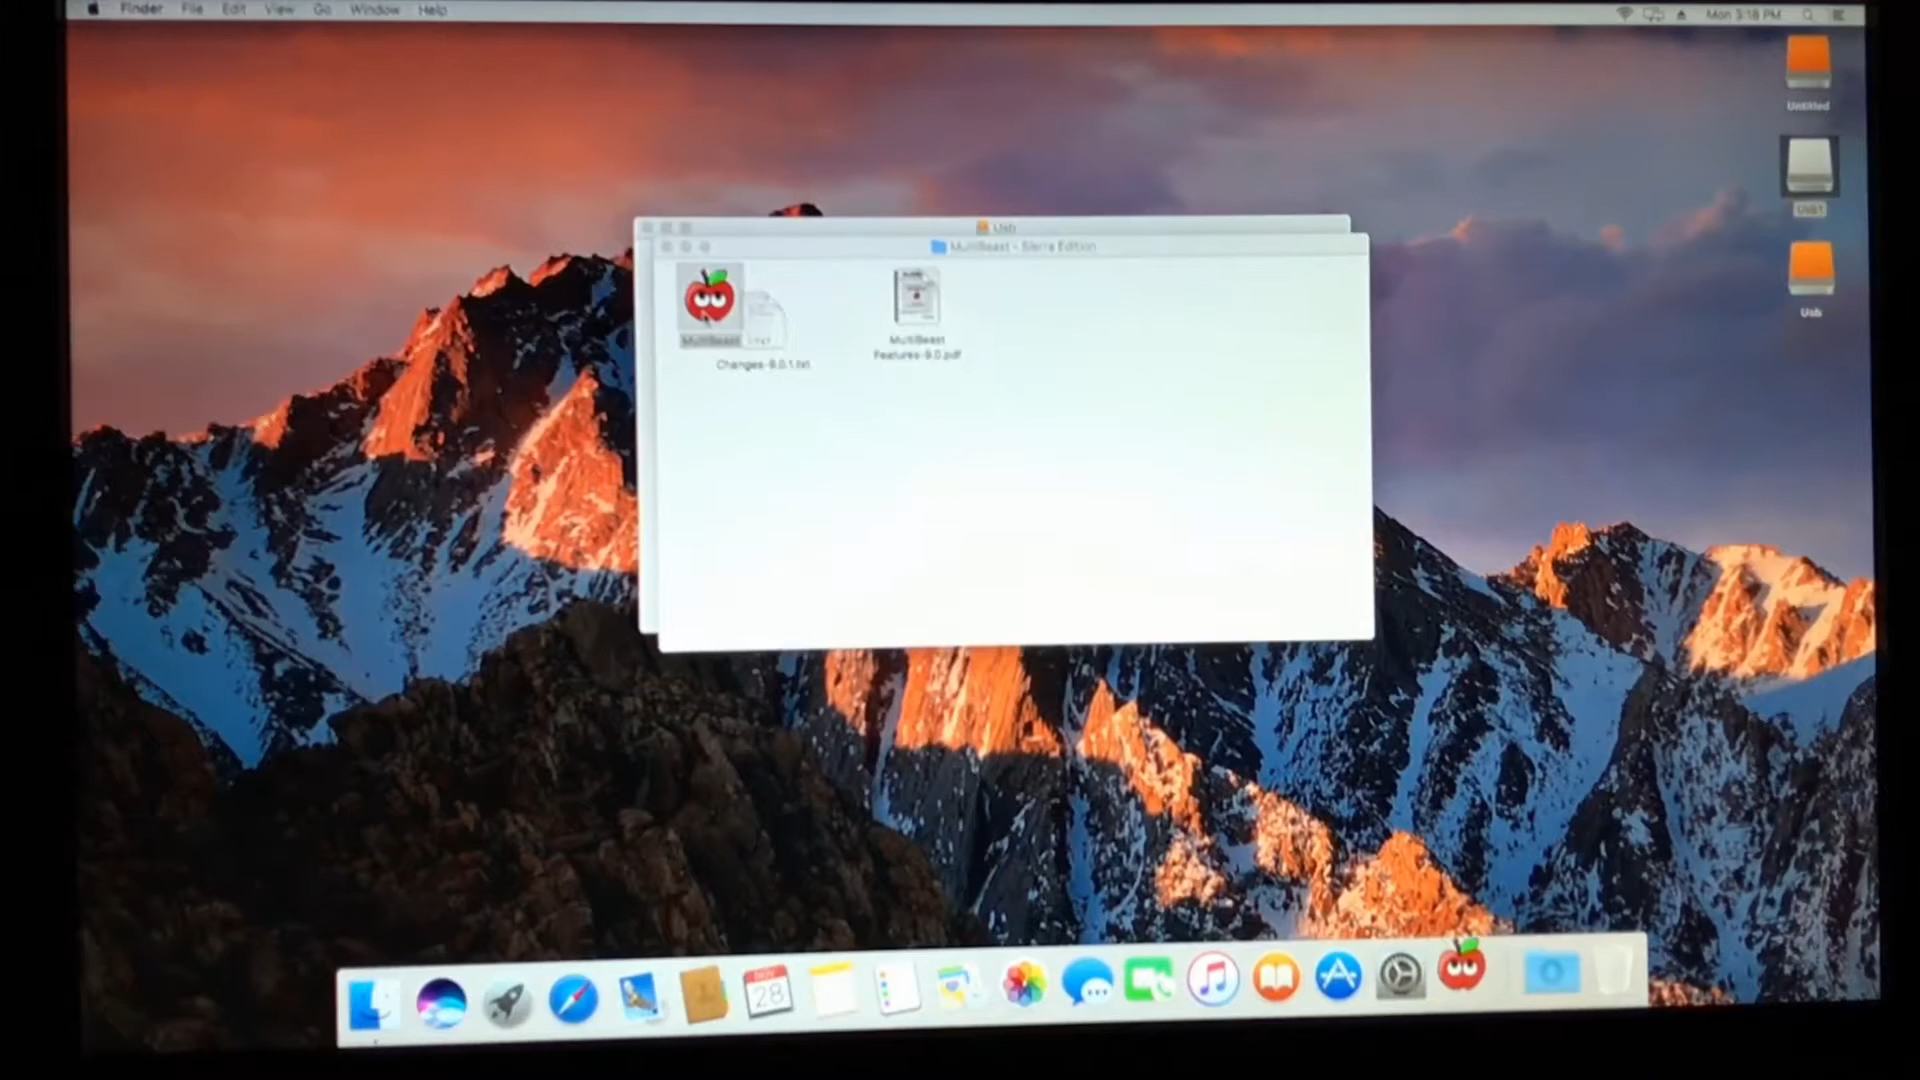 Finder File Edit View Go Window Help
Mon 3:18 PM
Untitled
Usb
MultiBeast - Sierra Edition
MultiBeast
Changes-9.0.1.txt
MultiBeast
Features-9.0.pdf
Usb
NOV
28